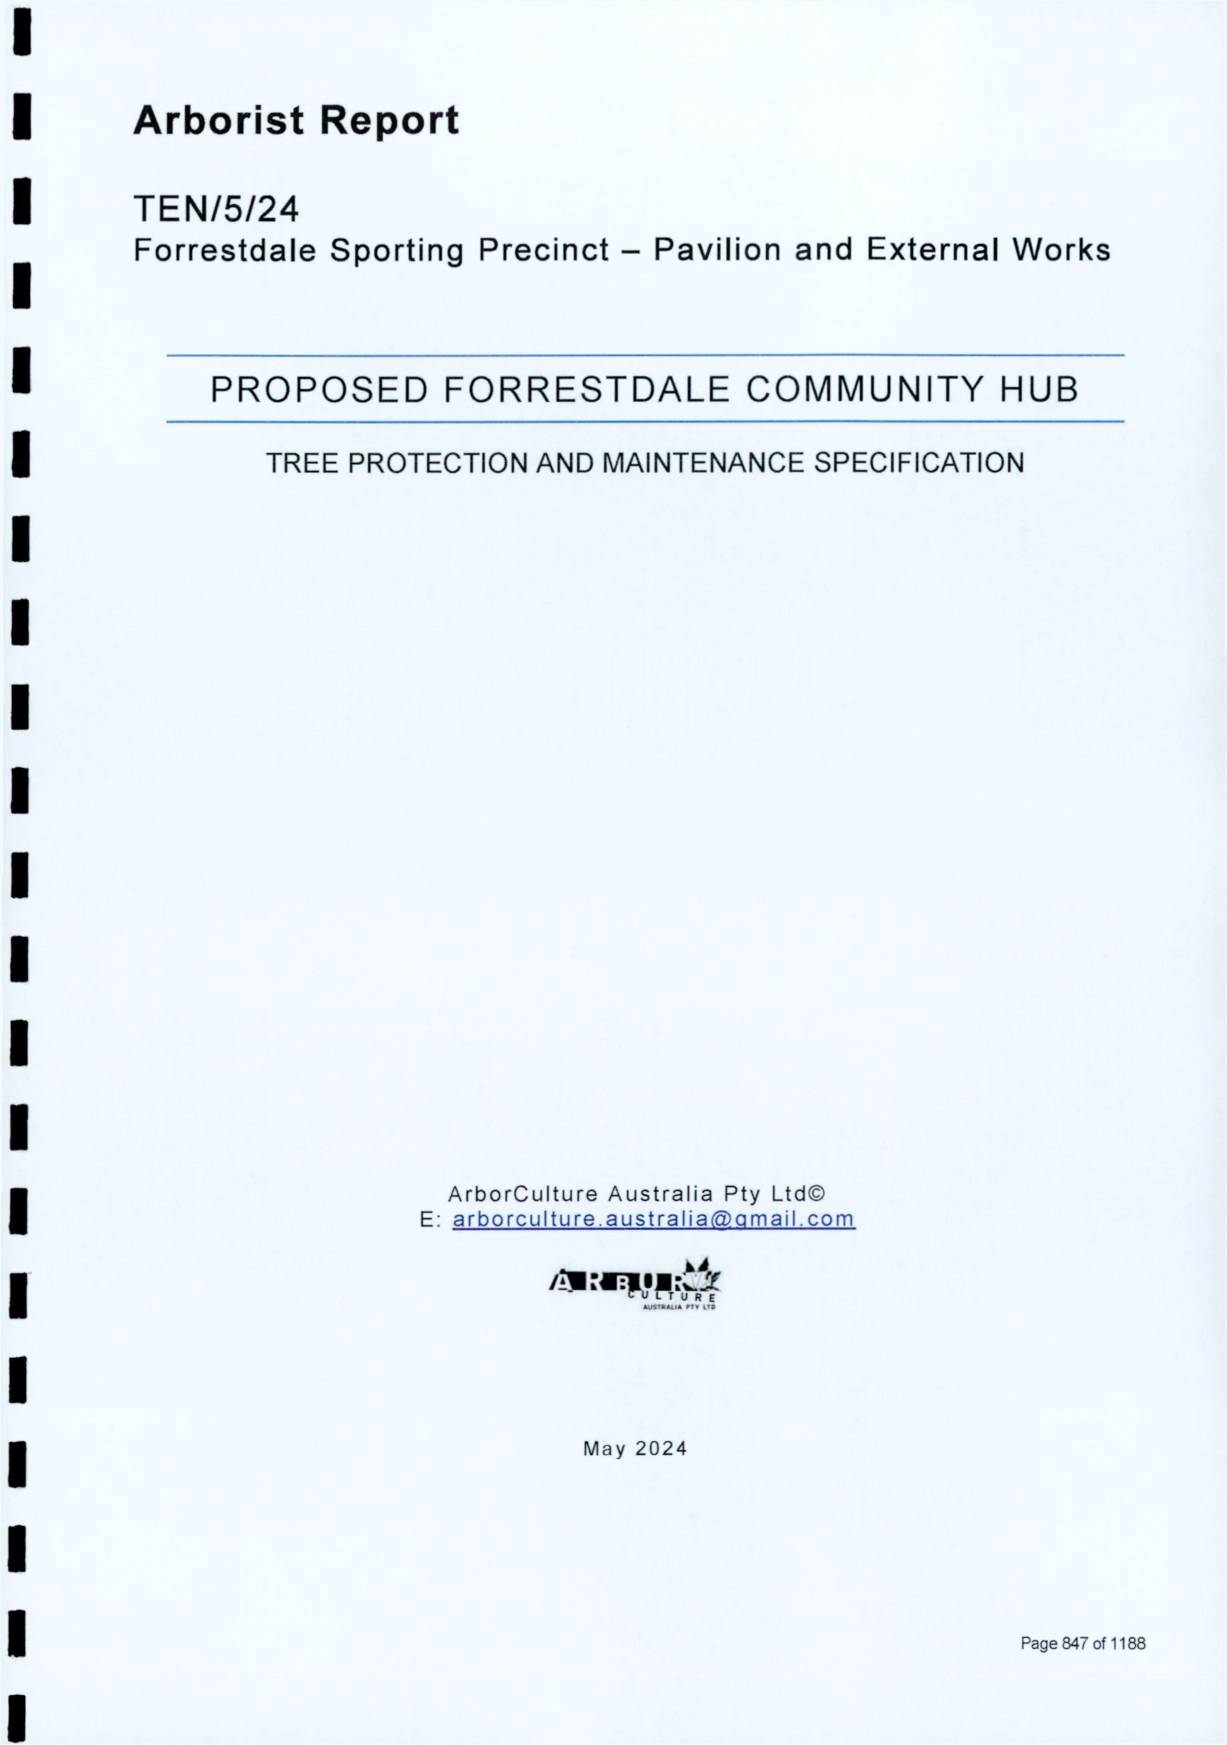 Arborist Report
TEN/5/24
Forrestdale Sporting Precinct – Pavilion and External Works
PROPOSED FORRESTDALE COMMUNITY HUB
TREE PROTECTION AND MAINTENANCE SPECIFICATION
ArborCulture Australia Pty Ltd©
E: arborculture.australia@gmail.com
ARBOR
CULTURE
AUSTRALIA PTY LTD
May 2024
Page 847 of 1188